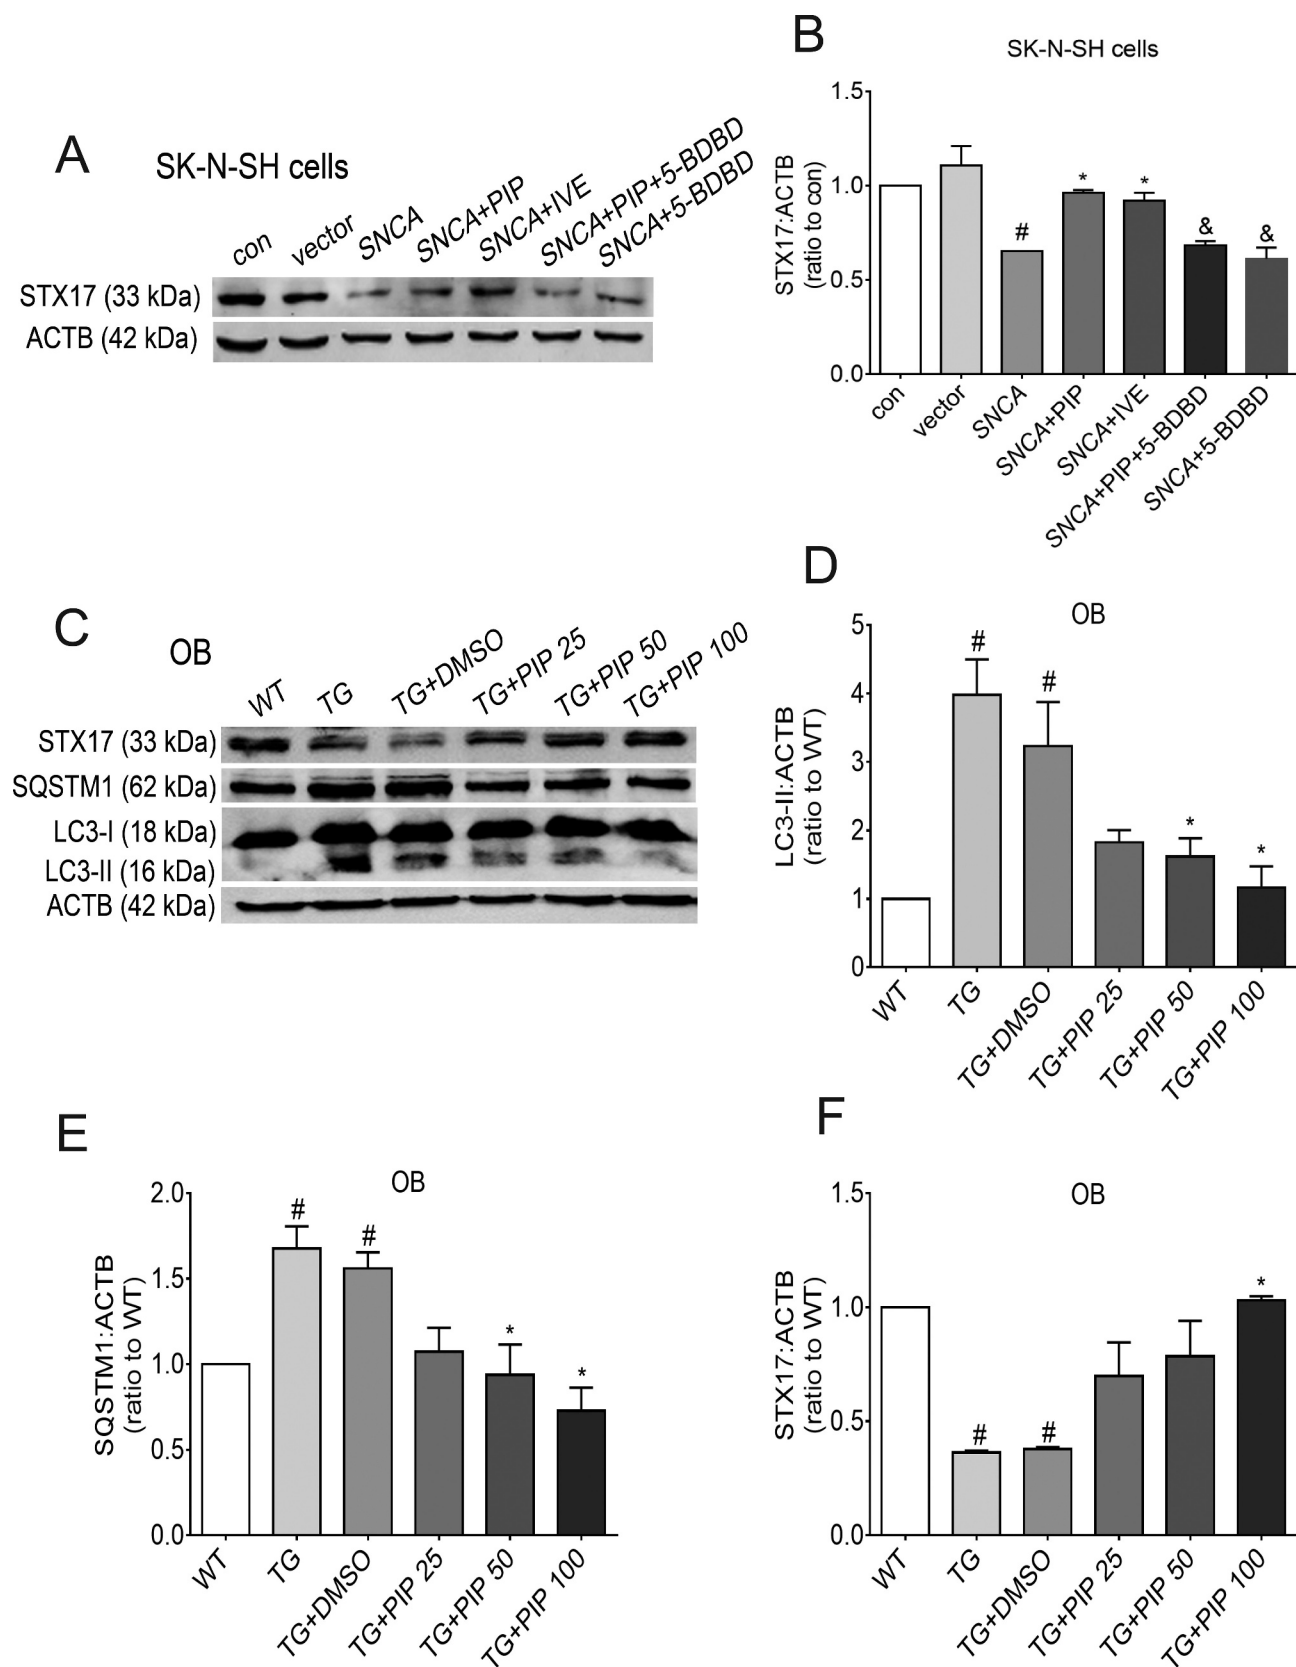 A
SK-N-SH cells
con
vector
SNCA
SNCA+PIP
SNCA+IVE
SNCA+PIP+5-BDBD
SNCA+5-BDBD
STX17 (33 kDa)
ACTB (42 kDa)
B
SK-N-SH cells
STX17:ACTB
(ratio to con)
1.5
1.0
0.5
0.0
#
*
*
&
&
con
vector
SNCA
SNCA+PIP
SNCA+IVE
SNCA+PIP+5-BDBD
SNCA+5-BDBD
C
OB
WT
TG
TG+DMSO
TG+PIP 25
TG+PIP 50
TG+PIP 100
STX17 (33 kDa)
SQSTM1 (62 kDa)
LC3-I (18 kDa)
LC3-II (16 kDa)
ACTB (42 kDa)
D
OB
LC3-II:ACTB
(ratio to WT)
5
4
3
2
1
0
#
#
*
*
WT
TG
TG+DMSO
TG+PIP 25
TG+PIP 50
TG+PIP 100
E
OB
SQSTM1:ACTB
(ratio to WT)
2.0
1.5
1.0
0.5
0.0
#
#
*
*
WT
TG
TG+DMSO
TG+PIP 25
TG+PIP 50
TG+PIP 100
F
OB
STX17:ACTB
(ratio to WT)
1.5
1.0
0.5
0.0
#
#
*
WT
TG
TG+DMSO
TG+PIP 25
TG+PIP 50
TG+PIP 100